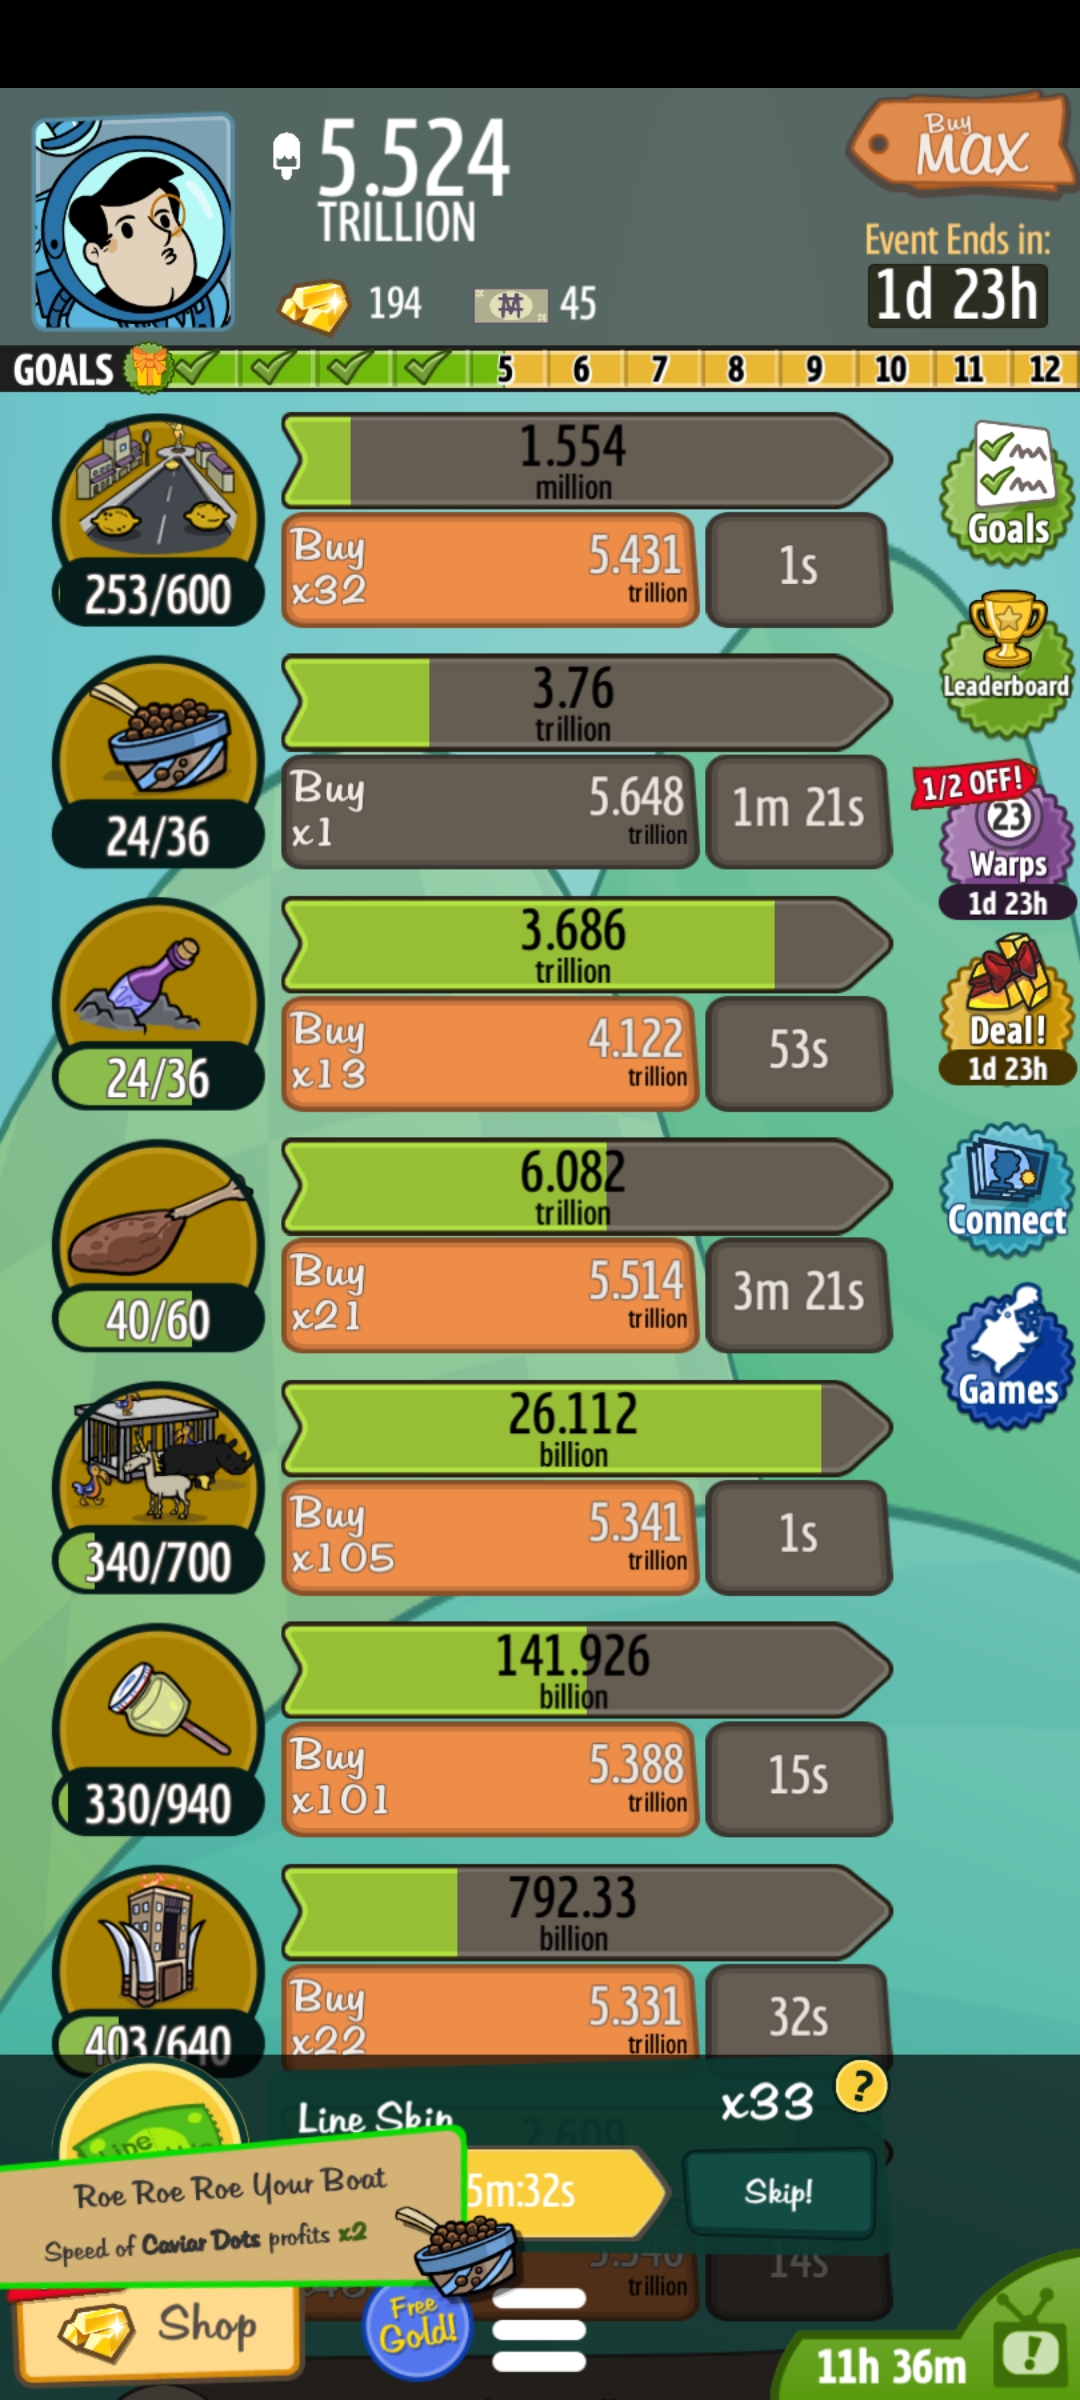 5.524
TRILLION
Buy
MAX
Event Ends in:
1d 23h
194
45
GOALS 5 6 7 8 9 10 11 12
1.554
million
Buy
x32
5.431
trillion
1s
253/600
Goals
3.76
trillion
Buy
x1
5.648
trillion
1m 21s
24/36
Leaderboard
1/2 OFF!
23
Warps
1d 23h
3.686
trillion
Buy
x13
4.122
trillion
53s
24/36
Deal!
1d 23h
6.082
trillion
Buy
x21
5.514
trillion
3m 21s
40/60
Connect
26.112
billion
Buy
x105
5.341
trillion
1s
340/700
Games
141.926
billion
Buy
x101
5.388
trillion
15s
330/940
792.33
billion
Buy
x22
5.331
trillion
32s
403/640
Line Skip
x33
?
2.609
5m:32s
Skip!
Roe Roe Roe Your Boat
Speed of Caviar Dots profits x2
trillion
14s
Shop
Free
Gold!
11h 36m